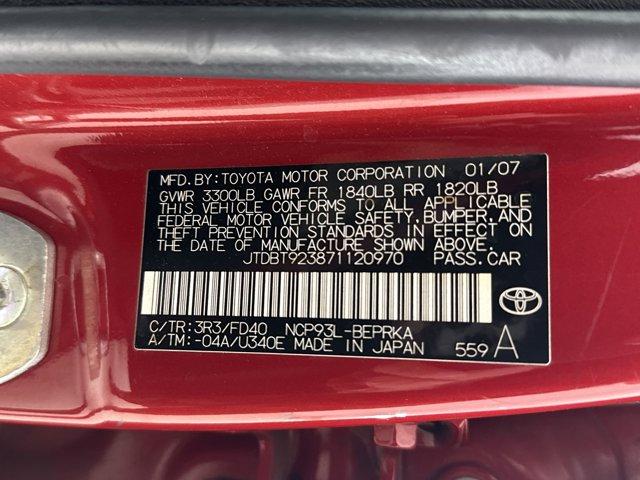 MFD.BY:TOYOTA MOTOR CORPORATION 01/07
GVWR 3300LB GAWR FR 1840LB RR 1820LB
THIS VEHICLE CONFORMS TO ALL APPLICABLE
FEDERAL MOTOR VEHICLE SAFETY,BUMPER,AND
THEFT PREVENTION STANDARDS IN EFFECT ON
THE DATE OF MANUFACTURE SHOWN ABOVE.
JTDBT923871120970 PASS.CAR
C/TR:3R3/FD40 NCP93L-BEPRKA
A/TM:-04A/U340E MADE IN JAPAN 559 A
TOYOTA